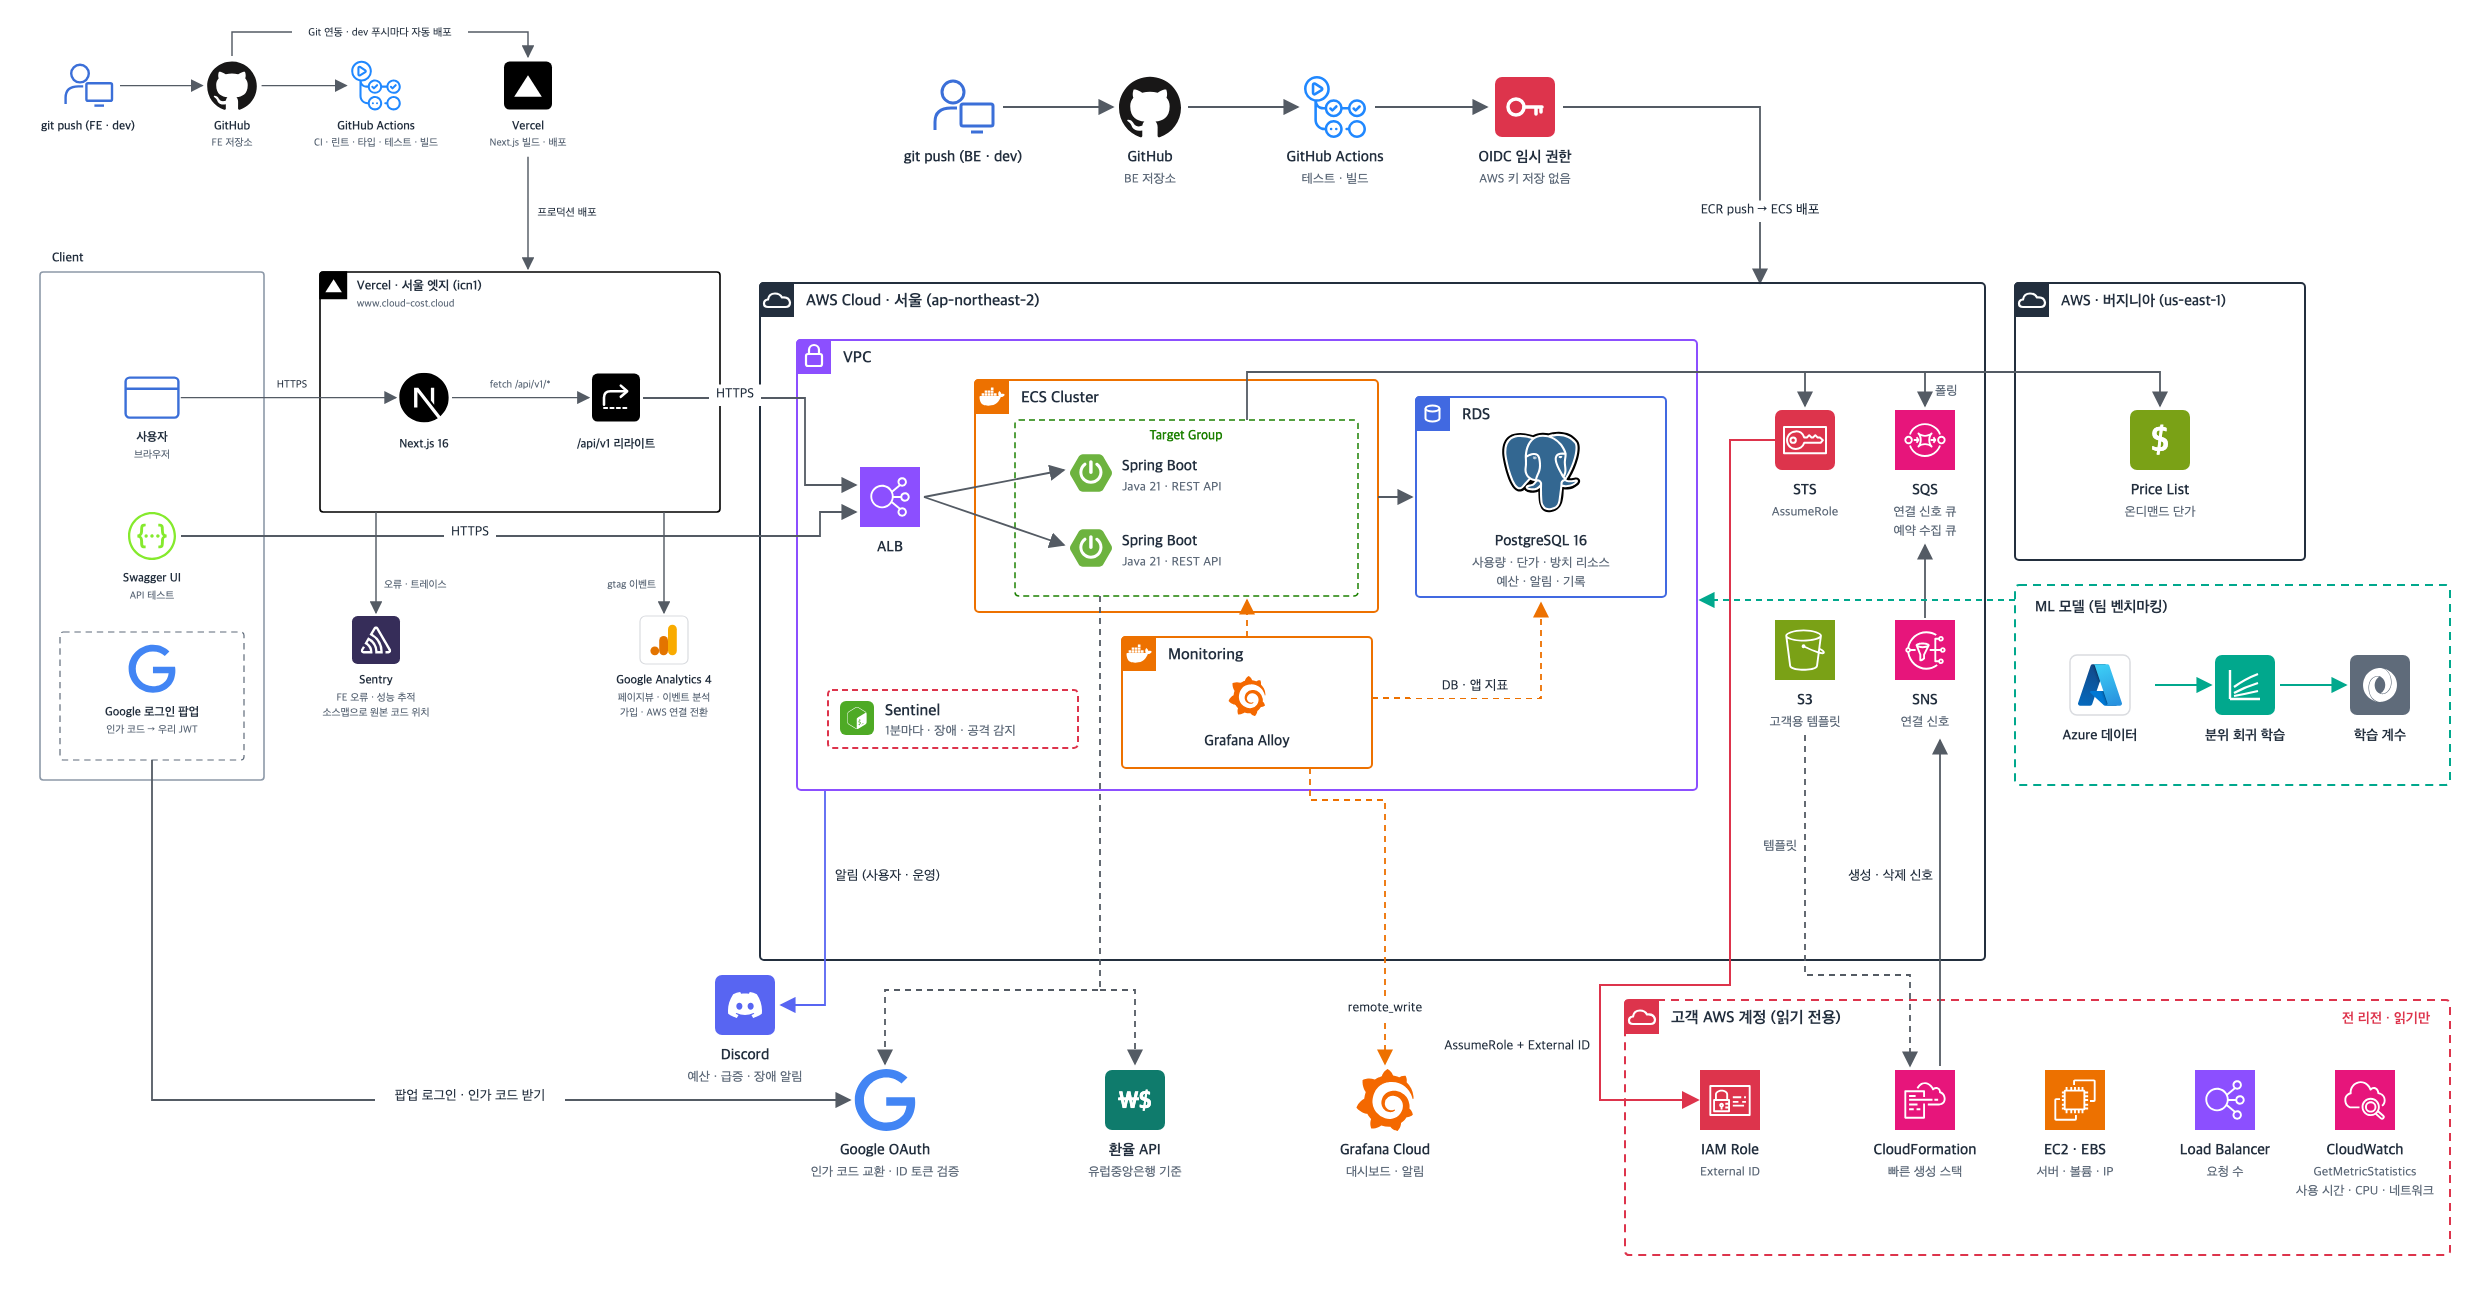 Git 연동 · dev 푸시마다 자동 배포
git push (FE · dev)
GitHub
FE 저장소
GitHub Actions
CI · 린트 · 타입 · 테스트 · 빌드
Vercel
Next.js 빌드 · 배포
프로덕션 배포
git push (BE · dev)
GitHub
BE 저장소
GitHub Actions
테스트 · 빌드
OIDC 임시 권한
AWS 키 저장 없음
ECR push → ECS 배포
Client
사용자
브라우저
Swagger UI
API 테스트
Google 로그인 팝업
인가 코드 → 우리 JWT
HTTPS
Vercel · 서울 엣지 (icn1)
www.cloud-cost.cloud
Next.js 16
fetch /api/v1/*
/api/v1 리라이트
HTTPS
HTTPS
오류 · 트레이스
gtag 이벤트
Sentry
FE 오류 · 성능 추적
소스맵으로 원본 코드 위치
Google Analytics 4
페이지뷰 · 이벤트 분석
가입 · AWS 연결 전환
AWS Cloud · 서울 (ap-northeast-2)
VPC
ALB
ECS Cluster
Target Group
Spring Boot
Java 21 · REST API
Spring Boot
Java 21 · REST API
RDS
PostgreSQL 16
사용량 · 단가 · 방치 리소스
예산 · 알림 · 기록
Monitoring
Grafana Alloy
DB · 앱 지표
Sentinel
1분마다 · 장애 · 공격 감지
STS
AssumeRole
폴링
SQS
연결 신호 큐
예약 수집 큐
S3
고객용 템플릿
SNS
연결 신호
템플릿
생성 · 삭제 신호
알림 (사용자 · 운영)
AWS · 버지니아 (us-east-1)
$
Price List
온디맨드 단가
ML 모델 (팀 벤치마킹)
Azure 데이터
분위 회귀 학습
학습 계수
Discord
예산 · 급증 · 장애 알림
팝업 로그인 · 인가 코드 받기
Google OAuth
인가 코드 교환 · ID 토큰 검증
₩$
환율 API
유럽중앙은행 기준
remote_write
Grafana Cloud
대시보드 · 알림
AssumeRole + External ID
고객 AWS 계정 (읽기 전용)
전 리전 · 읽기만
IAM Role
External ID
CloudFormation
빠른 생성 스택
EC2 · EBS
서버 · 볼륨 · IP
Load Balancer
요청 수
CloudWatch
GetMetricStatistics
사용 시간 · CPU · 네트워크